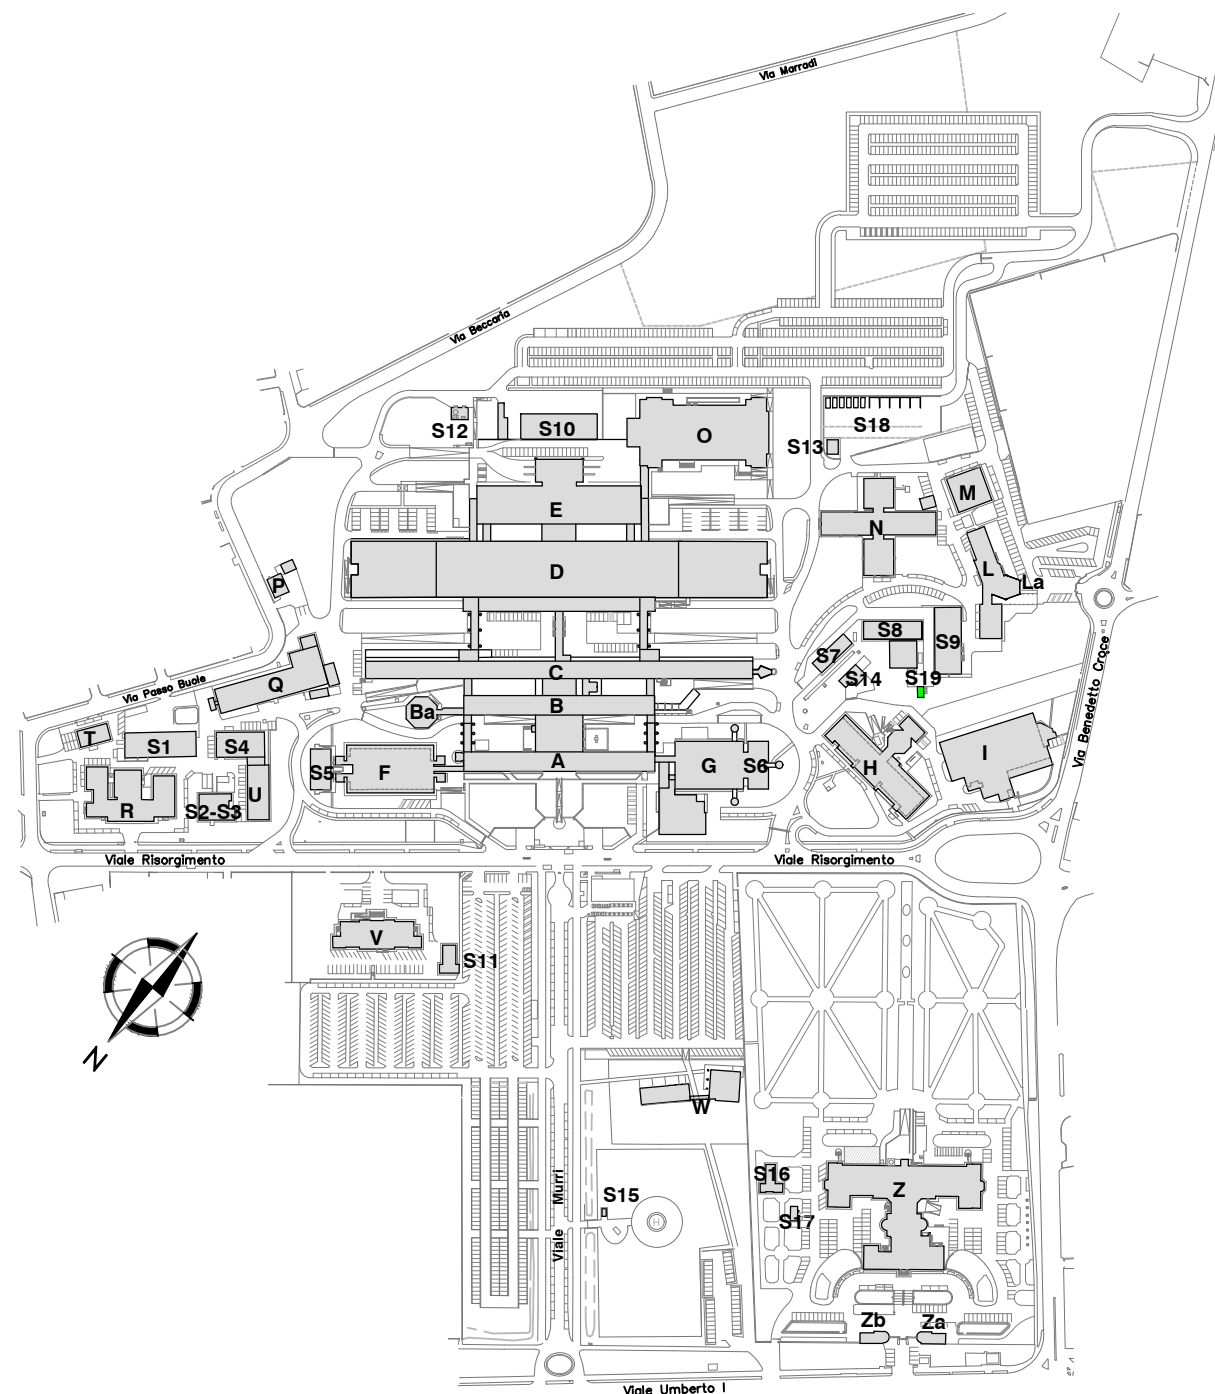 Via Marradi
Via Beccaria
S12
S10
O
S13
S18
E
M
N
D
L
La
P
S8
S9
S7
S14
S19
C
Q
Via Passo Buole
Ba
B
Via Benedetto Croce
T
S1
S4
A
S5
F
G
S6
H
I
R
S2-S3
U
Viale Risorgimento
Viale Risorgimento
V
S11
N
W
Viale Murri
S15
H
S16
S17
Z
Zb
Za
Viale Umberto I